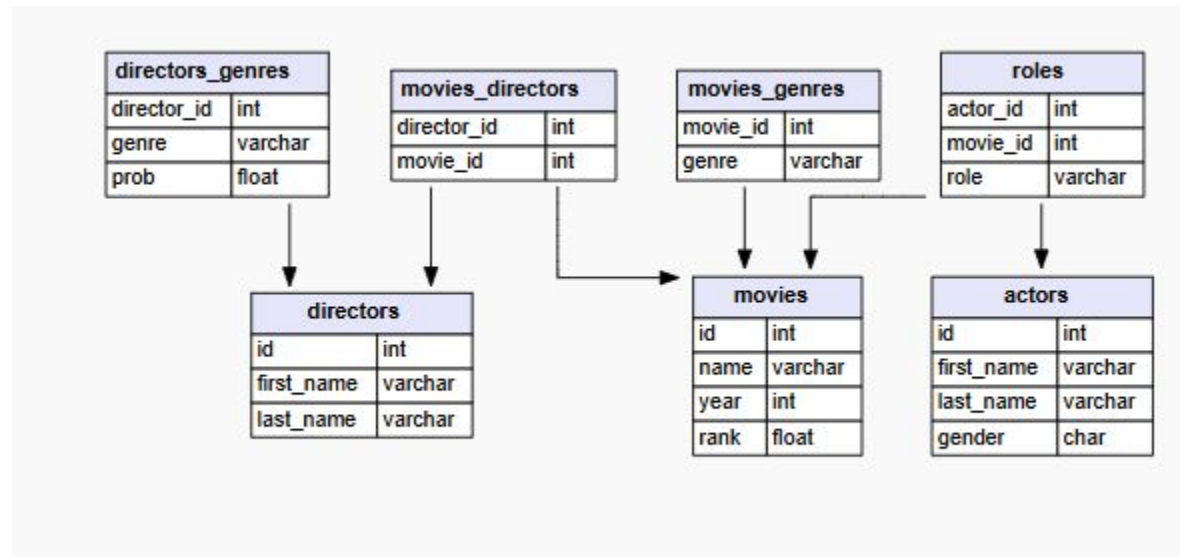 directors_genres
director_id int
genre varchar
prob float
movies_directors
director_id int
movie_id int
movies_genres
movie_id int
genre varchar
roles
actor_id int
movie_id int
role varchar
directors
id int
first_name varchar
last_name varchar
movies
id int
name varchar
year int
rank float
actors
id int
first_name varchar
last_name varchar
gender char